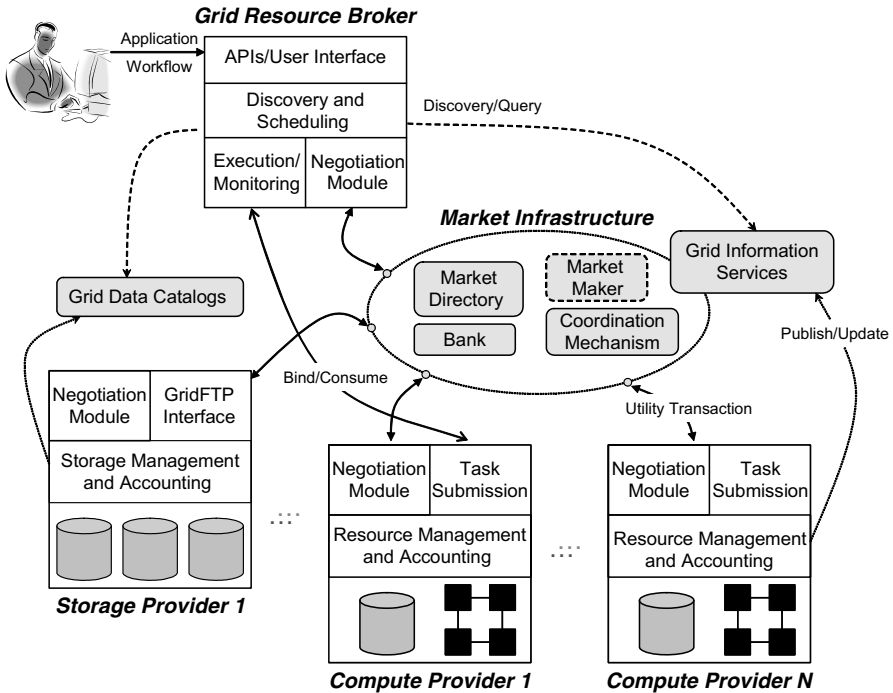 Grid Resource Broker
Application
Workflow
APIs/User Interface
Discovery and
Scheduling
Discovery/Query
Execution/
Monitoring
Negotiation
Module
Market Infrastructure
Grid Information
Services
Market
Directory
Market
Maker
Bank
Coordination
Mechanism
Grid Data Catalogs
Publish/Update
Bind/Consume
Utility Transaction
Negotiation
Module
GridFTP
Interface
Storage Management
and Accounting
Storage Provider 1
Negotiation
Module
Task
Submission
Resource Management
and Accounting
Compute Provider 1
Negotiation
Module
Task
Submission
Resource Management
and Accounting
Compute Provider N